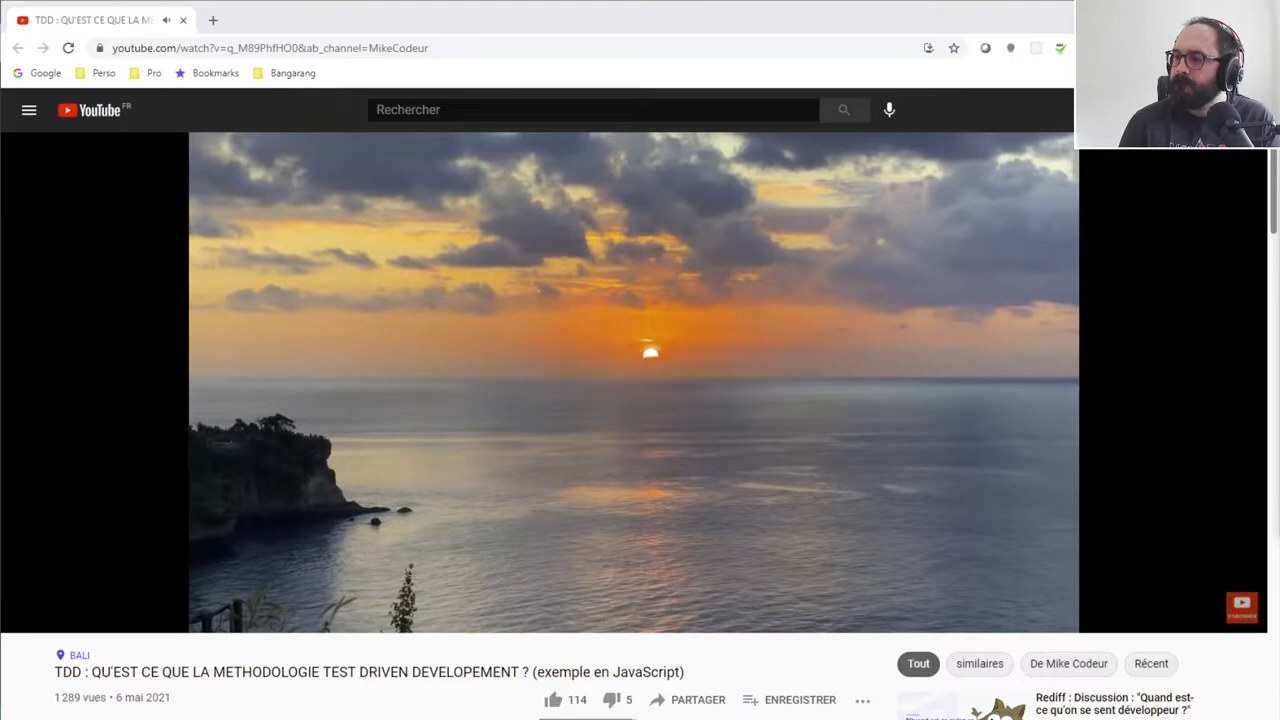 TDD : QU'EST CE QUE LA ME
youtube.com/watch?v=q_M89PhfHO0&ab_channel=MikeCodeur
Google
Perso
Pro
Bookmarks
Bangarang
YouTube FR
Rechercher
S'ABONNER
BALI
TDD : QU'EST CE QUE LA METHODOLOGIE TEST DRIVEN DEVELOPEMENT ? (exemple en JavaScript)
1 289 vues • 6 mai 2021
114
5
PARTAGER
ENREGISTRER
Tout
similaires
De Mike Codeur
Récent
Rediff : Discussion : "Quand est-
ce qu'on se sent développeur ?"